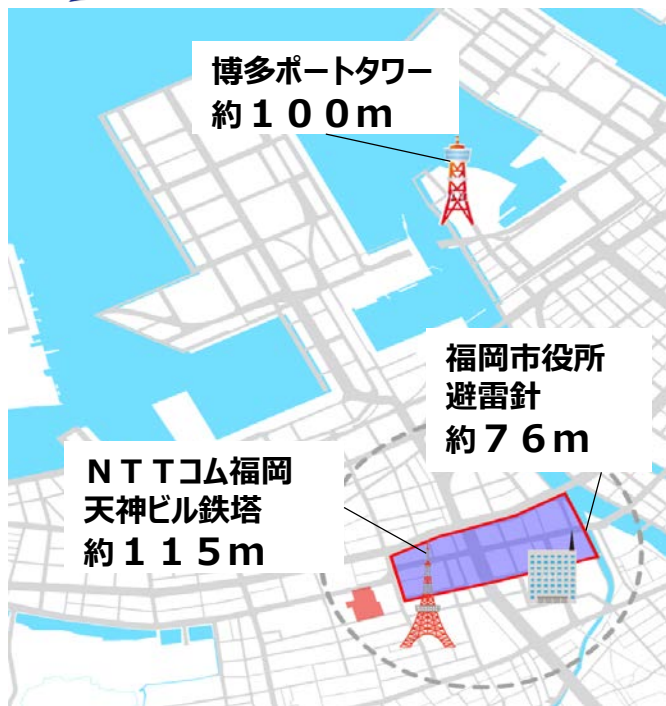 博多ポートタワー
約１００ｍ
福岡市役所
避雷針
約７６ｍ
ＮＴＴコム福岡
天神ビル鉄塔
約１１５ｍ